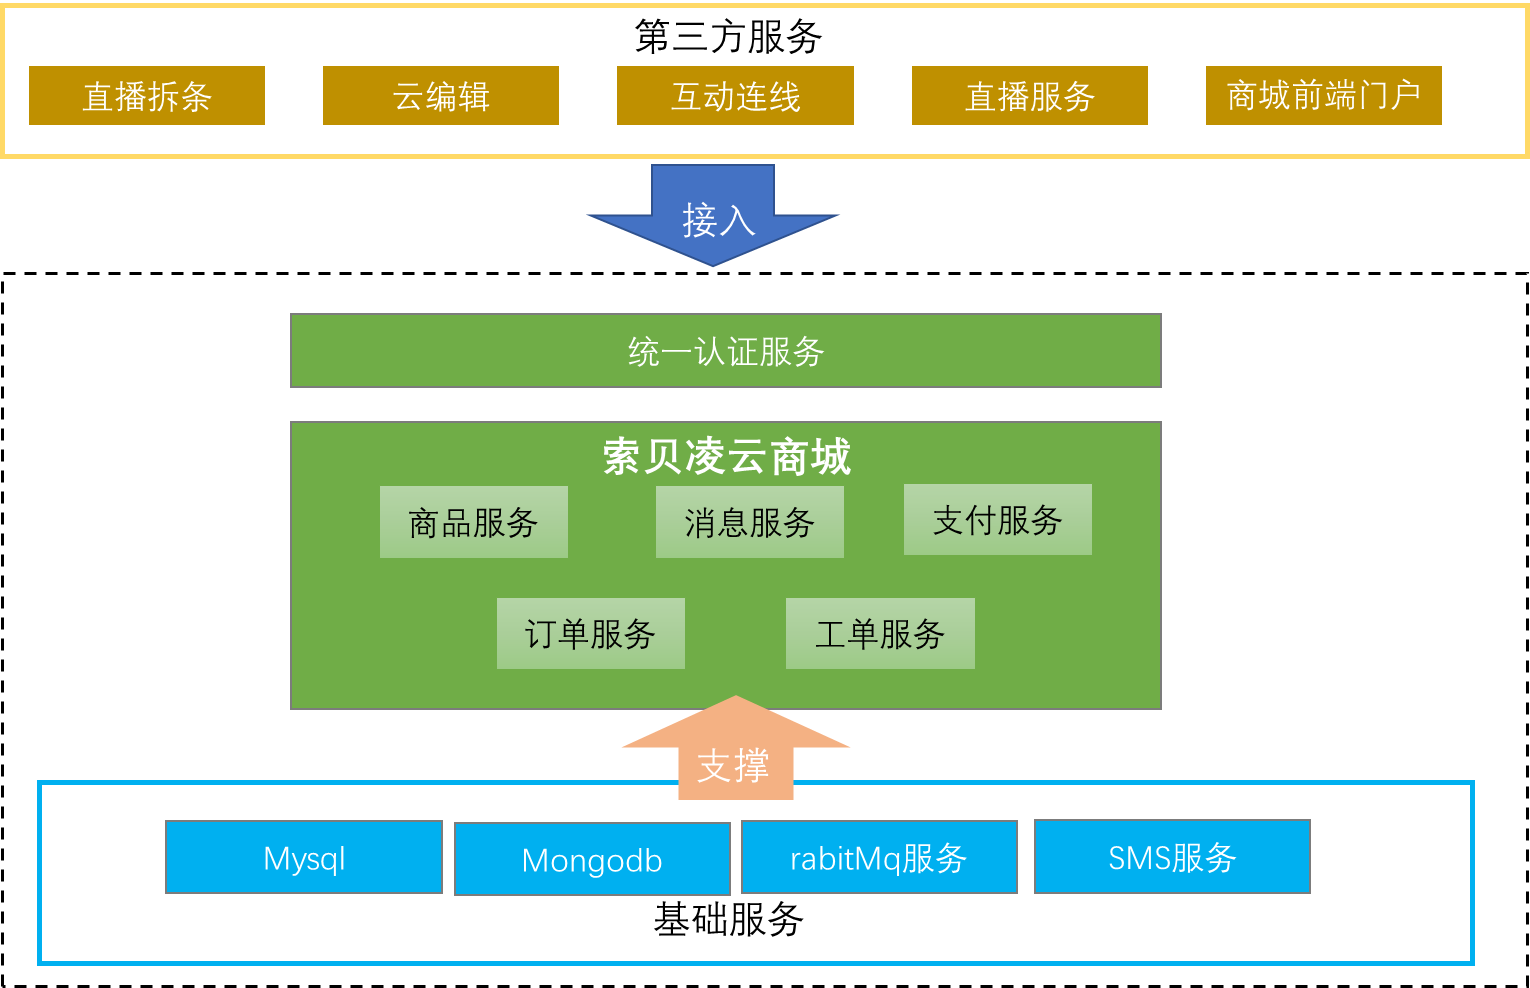 第三方服务
直播拆条
云编辑
互动连线
直播服务
商城前端门户
接入
统一认证服务
索贝凌云商城
商品服务
消息服务
支付服务
订单服务
工单服务
支撑
Mysql
Mongodb
rabitMq服务
SMS服务
基础服务